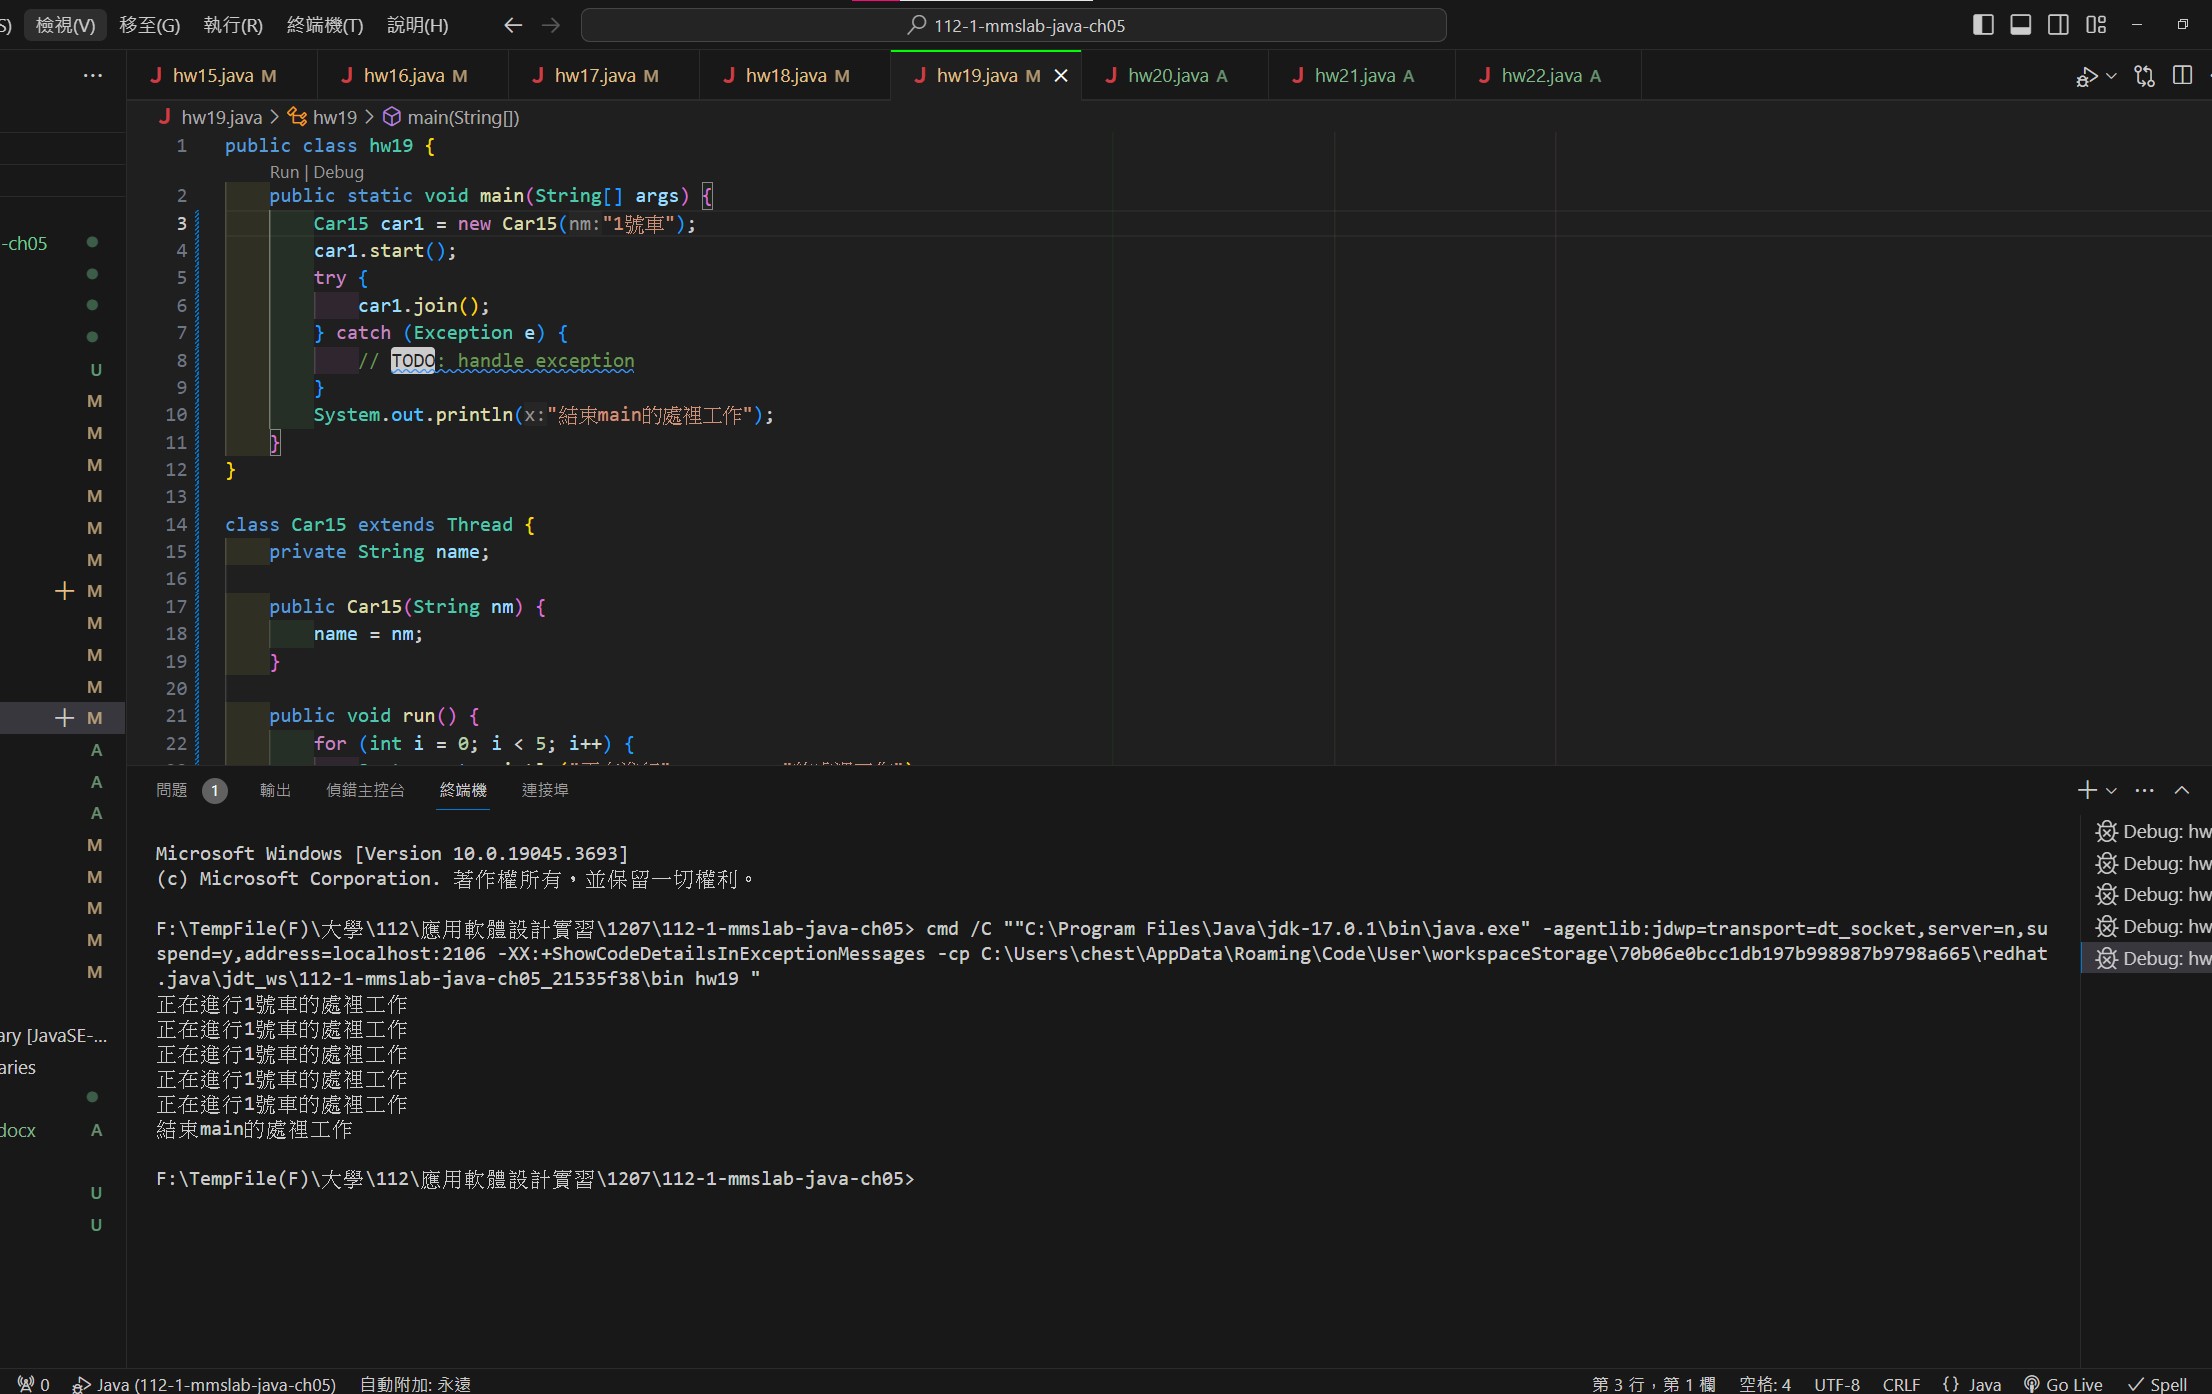 檢視(V) 移至(G) 執行(R) 終端機(T) 說明(H) 112-1-mmslab-java-ch05
hw15.java M hw16.java M hw17.java M hw18.java M hw19.java M hw20.java A hw21.java A hw22.java A
hw19.java > hw19 > main(String[])
1 public class hw19 {
Run | Debug
2 public static void main(String[] args) {
3 Car15 car1 = new Car15(nm:"1號車");
4 car1.start();
5 try {
6 car1.join();
7 } catch (Exception e) {
8 // TODO: handle exception
9 }
10 System.out.println(x:"結束main的處裡工作");
11 }
12 }
13
14 class Car15 extends Thread {
15 private String name;
16
17 public Car15(String nm) {
18 name = nm;
19 }
20
21 public void run() {
22 for (int i = 0; i < 5; i++) {
-ch05
U
M
M
M
M
M
M
M
M
M
M
M
A
A
A
M
M
M
M
M
ary [JavaSE-...
aries
docx A
U
U
問題 1 輸出 偵錯主控台 終端機 連接埠
Microsoft Windows [Version 10.0.19045.3693]
(c) Microsoft Corporation. 著作權所有，並保留一切權利。
F:\TempFile(F)\大學\112\應用軟體設計實習\1207\112-1-mmslab-java-ch05> cmd /C ""C:\Program Files\Java\jdk-17.0.1\bin\java.exe" -agentlib:jdwp=transport=dt_socket,server=n,su
spend=y,address=localhost:2106 -XX:+ShowCodeDetailsInExceptionMessages -cp C:\Users\chest\AppData\Roaming\Code\User\workspaceStorage\70b06e0bcc1db197b998987b9798a665\redhat
.java\jdt_ws\112-1-mmslab-java-ch05_21535f38\bin hw19 "
正在進行1號車的處裡工作
正在進行1號車的處裡工作
正在進行1號車的處裡工作
正在進行1號車的處裡工作
正在進行1號車的處裡工作
結束main的處裡工作
F:\TempFile(F)\大學\112\應用軟體設計實習\1207\112-1-mmslab-java-ch05>
Debug: hw
Debug: hw
Debug: hw
Debug: hw
Debug: hw
0 Java (112-1-mmslab-java-ch05) 自動附加: 永遠 第 3 行，第 1 欄 空格: 4 UTF-8 CRLF {} Java Go Live Spell